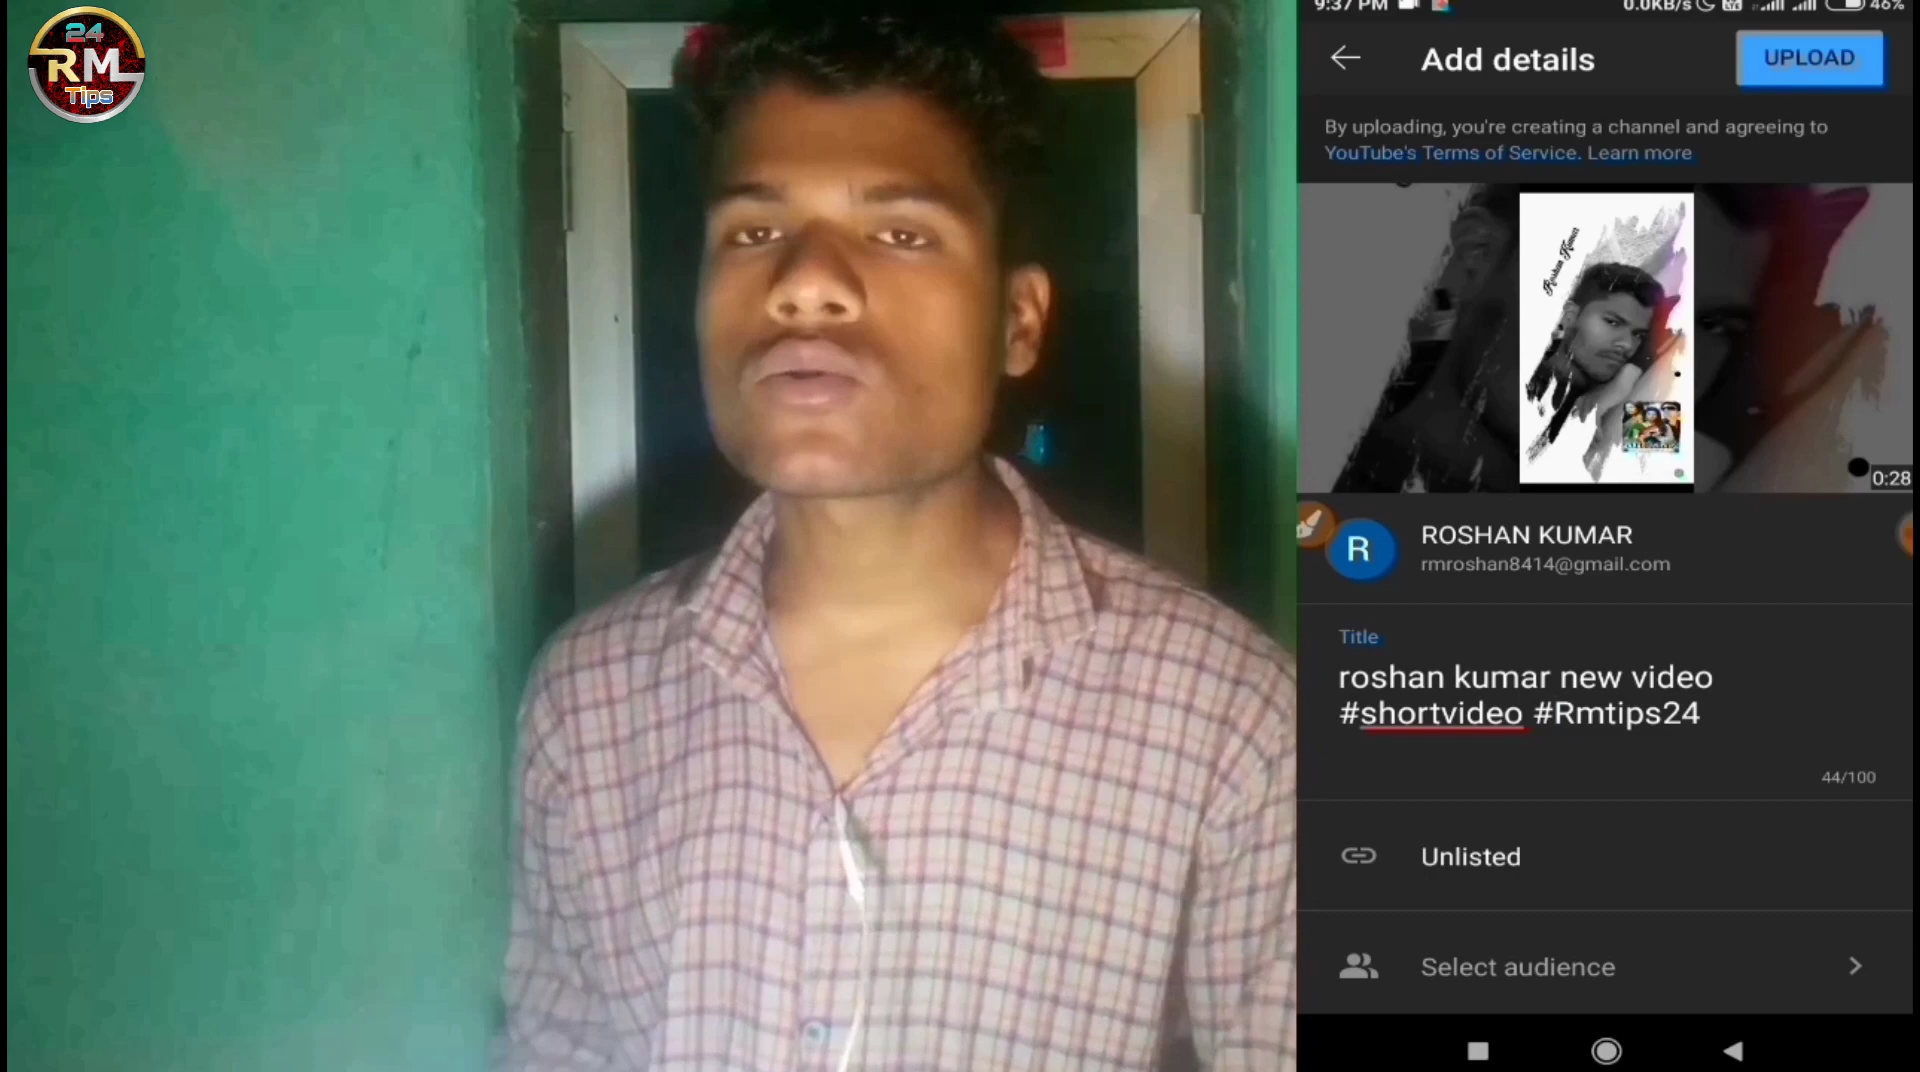 24
RM
Tips
9:37 PM
0.0KB/s
46%
Add details
UPLOAD
By uploading, you're creating a channel and agreeing to
YouTube's Terms of Service. Learn more
Roshan Kumar
0:28
R
ROSHAN KUMAR
rmroshan8414@gmail.com
Title
roshan kumar new video
#shortvideo #Rmtips24
44/100
Unlisted
Select audience